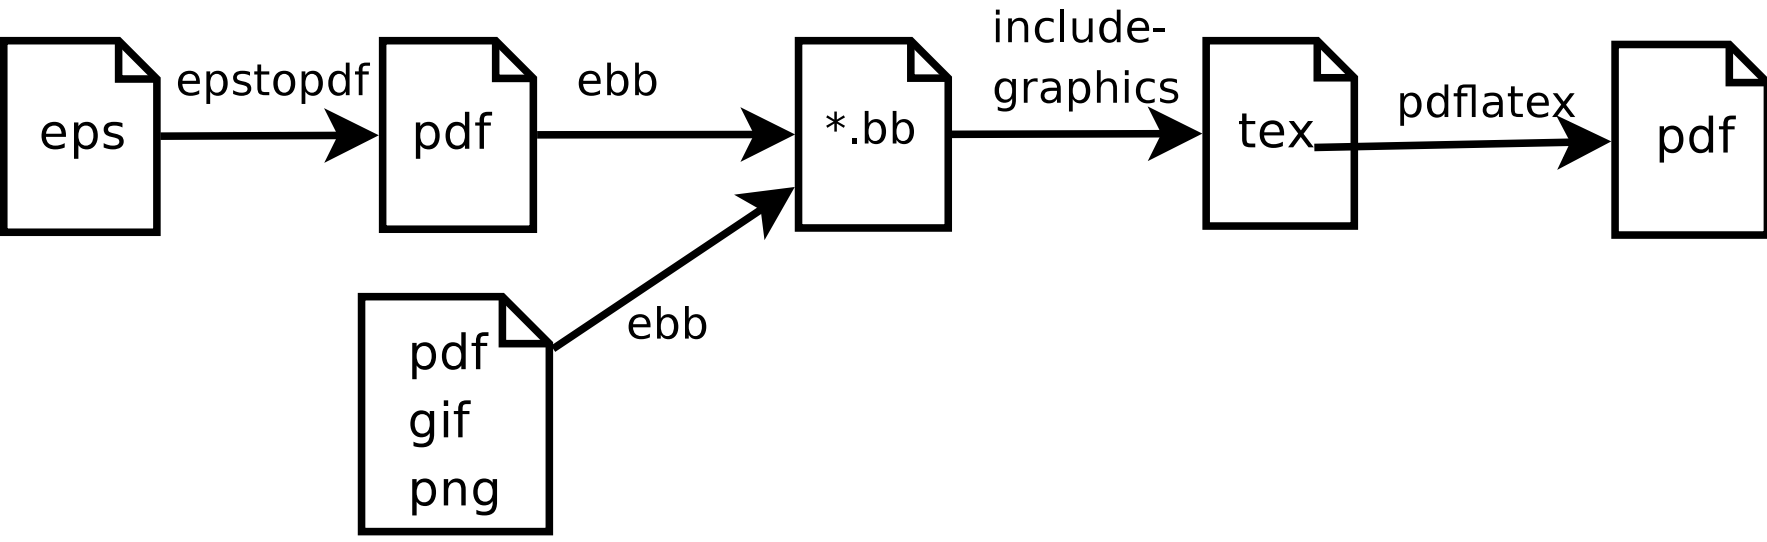 include-
graphics
epstopdf
ebb
pdflatex
eps
pdf
*.bb
tex
pdf
ebb
pdf
gif
png